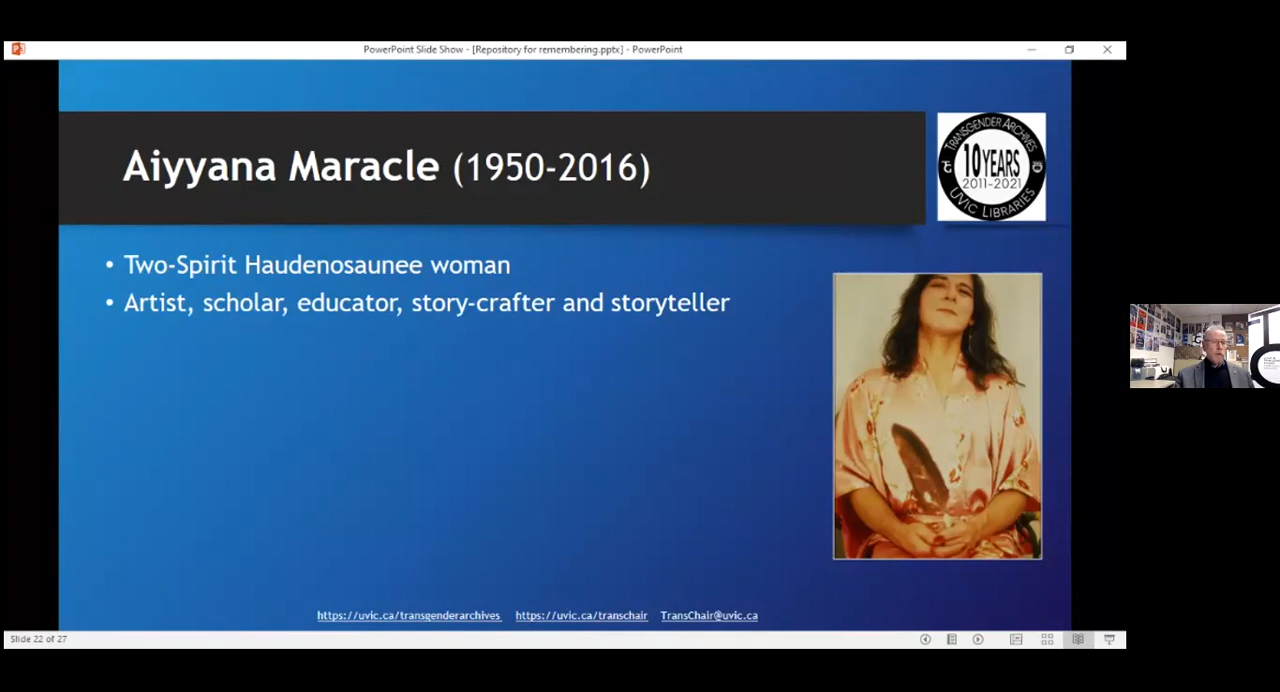 PowerPoint Slide Show - [Repository for remembering.pptx] - PowerPoint
Aiyyana Maracle (1950-2016)
TRANSGENDER ARCHIVES
10 YEARS
2011-2021
UVIC LIBRARIES
• Two-Spirit Haudenosaunee woman
• Artist, scholar, educator, story-crafter and storyteller
https://uvic.ca/transgenderarchives https://uvic.ca/transchair TransChair@uvic.ca
Slide 22 of 27